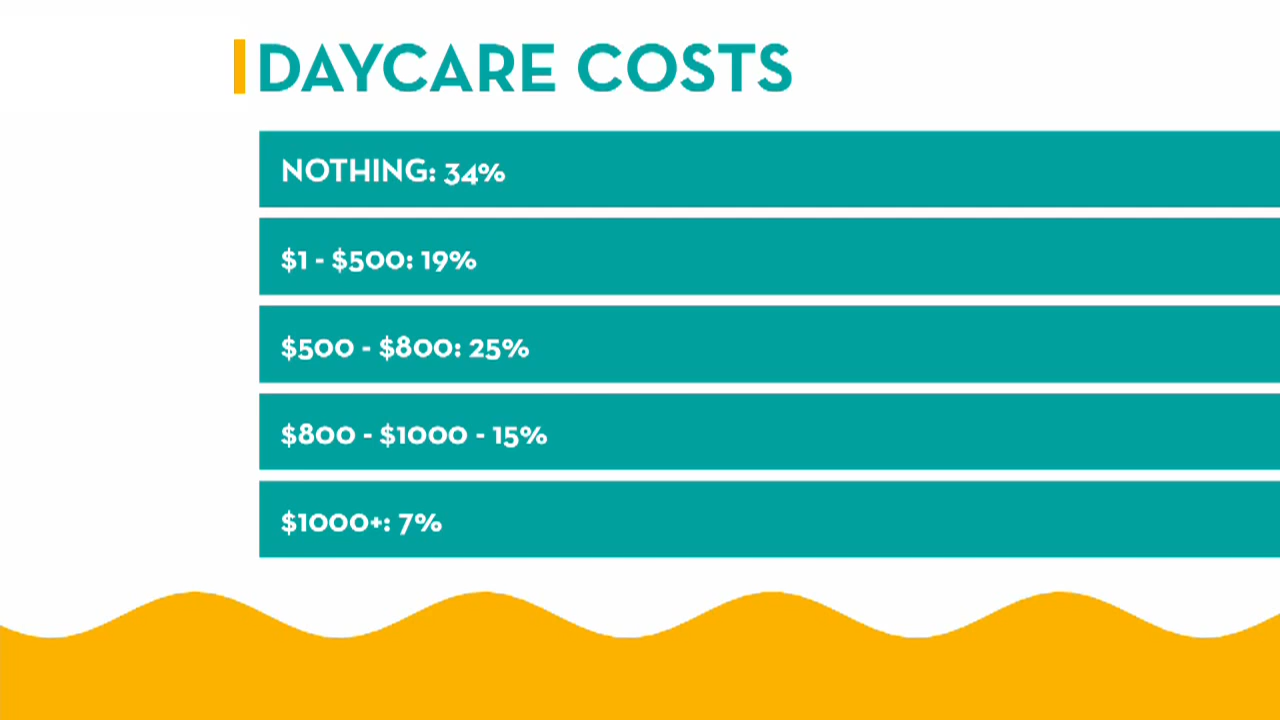 DAYCARE COSTS
NOTHING: 34%
$1 - $500: 19%
$500 - $800: 25%
$800 - $1000 - 15%
$1000+: 7%